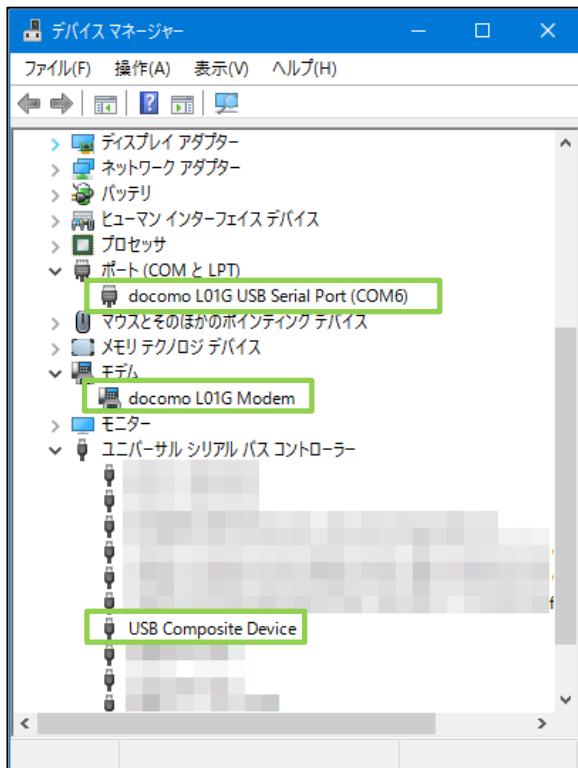 デバイス マネージャー
ファイル(F) 操作(A) 表示(V) ヘルプ(H)
ディスプレイ アダプター
ネットワーク アダプター
バッテリ
ヒューマン インターフェイス デバイス
プロセッサ
ポート (COM と LPT)
docomo L01G USB Serial Port (COM6)
マウスとそのほかのポインティング デバイス
メモリ テクノロジ デバイス
モデム
docomo L01G Modem
モニター
ユニバーサル シリアル バス コントローラー
USB Composite Device